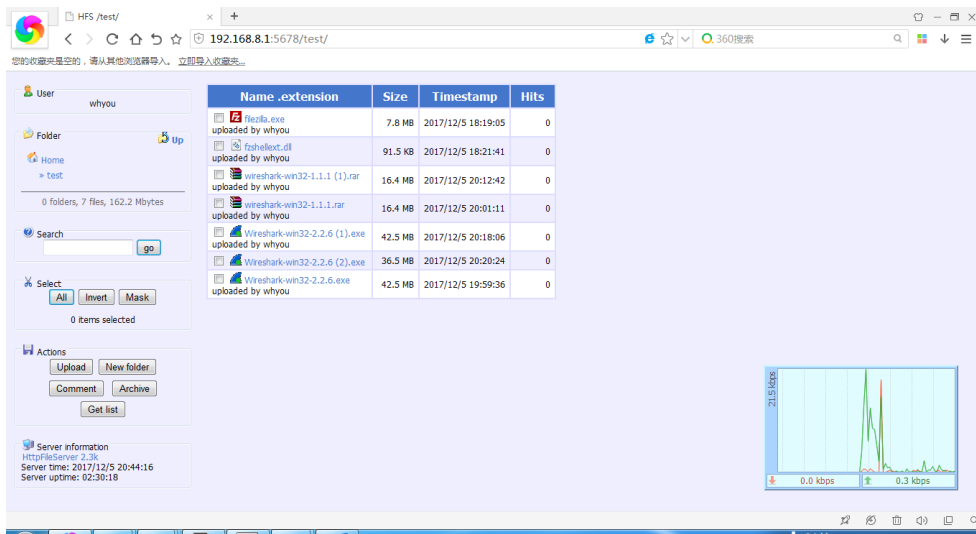 HFS /test/
192.168.8.1:5678/test/
360搜索
您的收藏夹是空的，请从其他浏览器导入。 立即导入收藏夹...
User
whyou
Folder
Up
Home
» test
0 folders, 7 files, 162.2 Mbytes
Search
go
Select
All Invert Mask
0 items selected
Actions
Upload New folder
Comment Archive
Get list
Server information
HttpFileServer 2.3k
Server time: 2017/12/5 20:44:16
Server uptime: 02:30:18
Name .extension Size Timestamp Hits
filezilla.exe 7.8 MB 2017/12/5 18:19:05 0
uploaded by whyou
fzshellext.dll 91.5 KB 2017/12/5 18:21:41 0
uploaded by whyou
wireshark-win32-1.1.1 (1).rar 16.4 MB 2017/12/5 20:12:42 0
uploaded by whyou
wireshark-win32-1.1.1.rar 16.4 MB 2017/12/5 20:01:11 0
uploaded by whyou
Wireshark-win32-2.2.6 (1).exe 42.5 MB 2017/12/5 20:18:06 0
uploaded by whyou
Wireshark-win32-2.2.6 (2).exe 36.5 MB 2017/12/5 20:20:24 0
Wireshark-win32-2.2.6.exe 42.5 MB 2017/12/5 19:59:36 0
uploaded by whyou
21.5 kbps
0.0 kbps 0.3 kbps